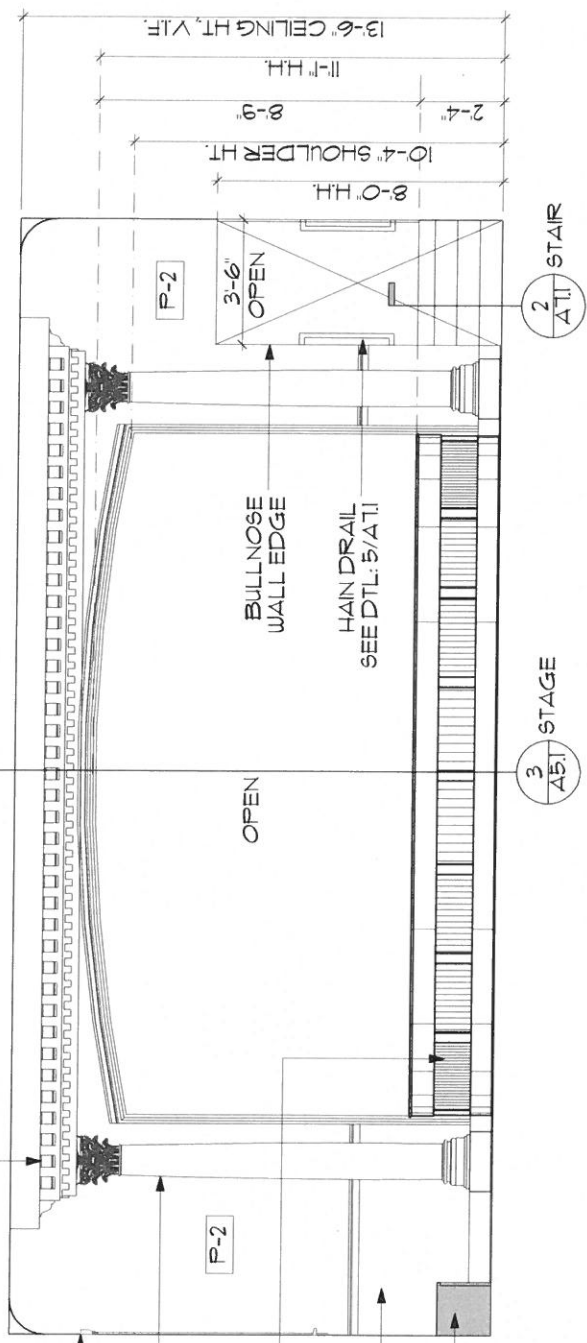 13'-6" CEILING HT, V.I.F.
11'-1" H.H.
8'-9"
2'-4"
10'-4" SHOULDER HT.
8'-0" H.H.
P-2
3'-6"
OPEN
BULLNOSE
WALL EDGE
HAIN DRAIL
SEE DTL: 5/A7.1
OPEN
P-2
2
A7.1
STAIR
3
A5.1
STAGE